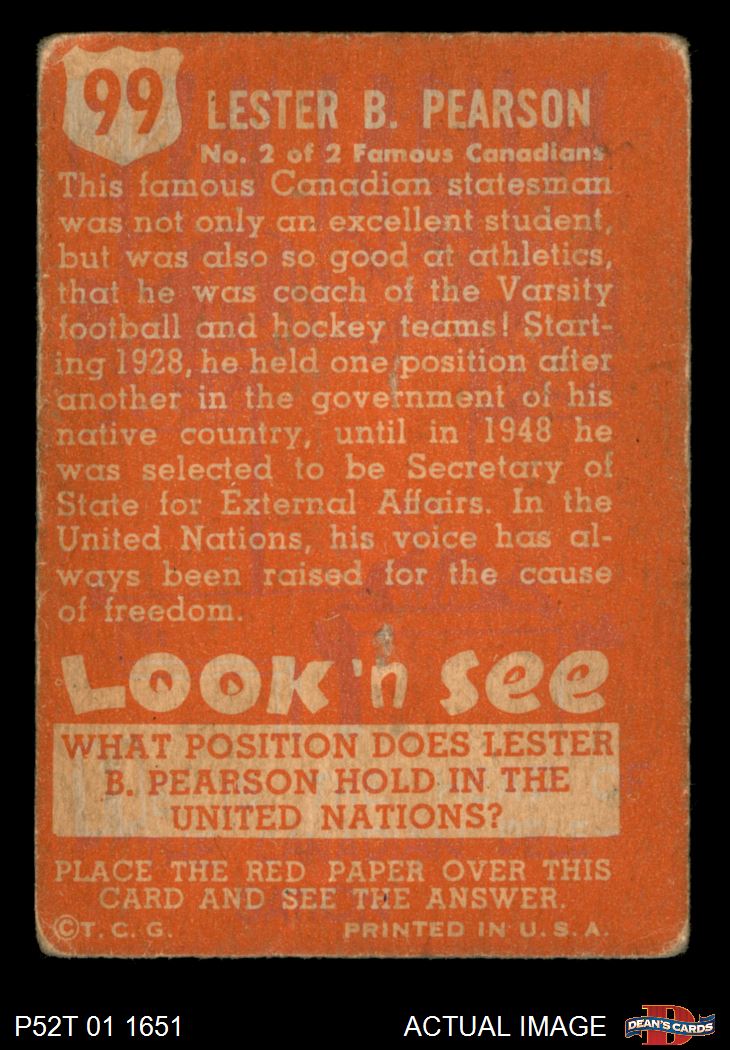 99
LESTER B. PEARSON
No. 2 of 2 Famous Canadians
This famous Canadian statesman
was not only an excellent student,
but was also so good at athletics,
that he was coach of the Varsity
football and hockey teams! Start-
ing 1928, he held one position after
another in the government of his
native country, until in 1948 he
was selected to be Secretary of
State for External Affairs. In the
United Nations, his voice has al-
ways been raised for the cause
of freedom.
LOOK 'n SEE
WHAT POSITION DOES LESTER
B. PEARSON HOLD IN THE
UNITED NATIONS?
PLACE THE RED PAPER OVER THIS
CARD AND SEE THE ANSWER.
©T. C. G. PRINTED IN U. S. A.
P52T 01 1651 ACTUAL IMAGE D DEAN'S CARDS